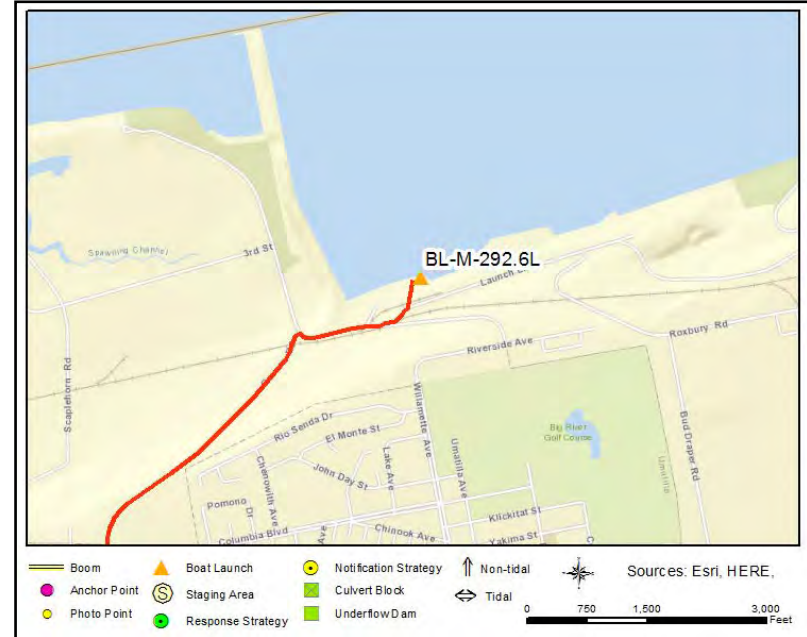 Spawning Channel
3rd St
BL-M-292.6L
Scaplehorn Rd
Riverside Ave
Roxbury Rd
Rio Senda Dr
El Monte St
Willamette Ave
Umatilla Ave
Big River
Golf Course
Umatilla
Bud Draper Rd
Lake Ave
John Day St
Chenowith Ave
Pomono Dr
Klickitat St
Columbia Blvd
Chinook Ave
Yakima St
Ave
Boom
Boat Launch
Notification Strategy
Non-tidal
Sources: Esri, HERE,
Anchor Point
S
Staging Area
Culvert Block
Tidal
Photo Point
Response Strategy
Underflow Dam
0 750 1,500 3,000
Feet